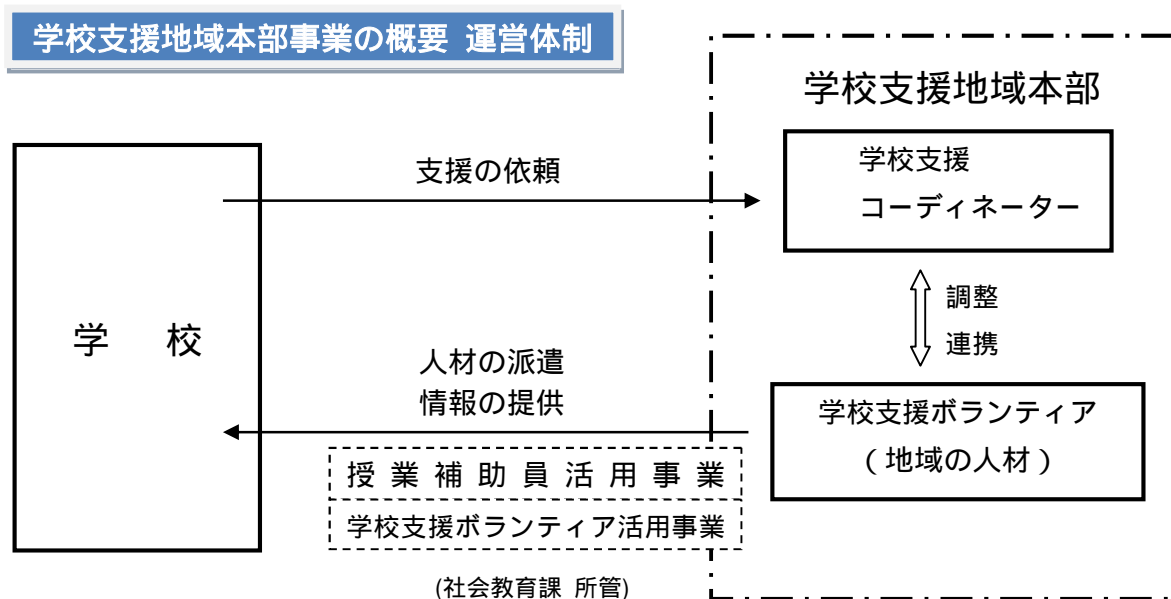 学校支援地域本部事業の概要 運営体制
学校支援地域本部
学校支援
コーディネーター
支援の依頼
調整
連携
学 校
人材の派遣
情報の提供
学校支援ボランティア
(地域の人材)
授業補助員活用事業
学校支援ボランティア活用事業
(社会教育課 所管)